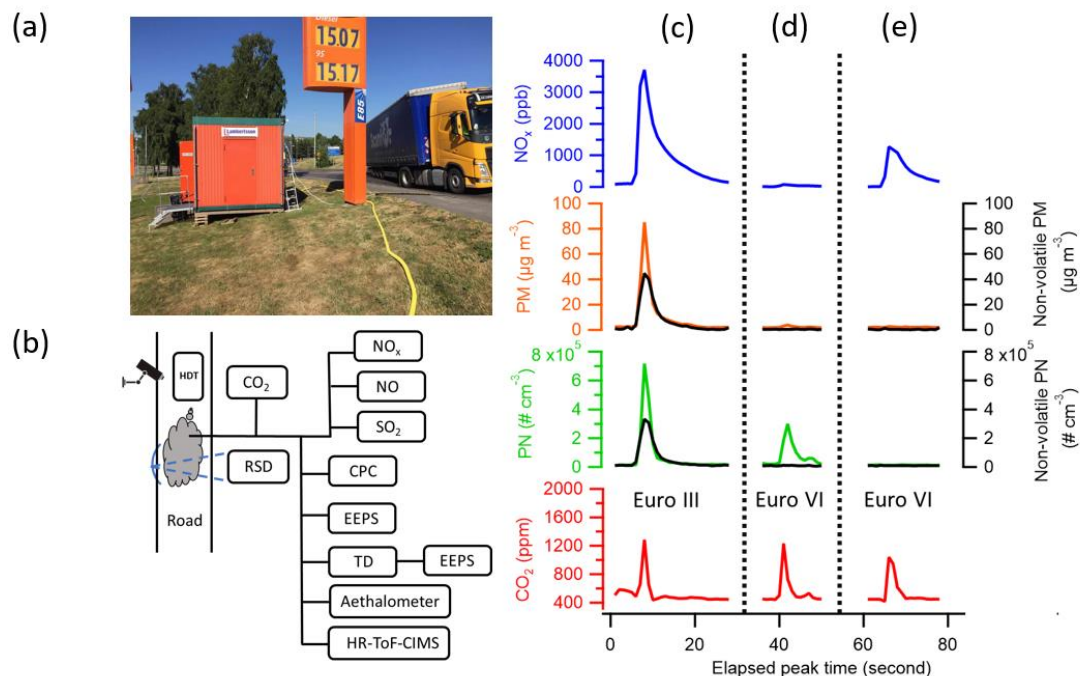 (a)
Diesel
15.07
95
15.17
E85
Lambertsson
(b)
HDT
CO2
NOx
NO
SO2
RSD
Road
CPC
EEPS
TD
EEPS
Aethalometer
HR-ToF-CIMS
(c)
(d)
(e)
NOx (ppb)
4000
3000
2000
1000
0
PM (µg m⁻³)
100
80
60
40
20
0
100
80
60
40
20
0
Non-volatile PM
(µg m⁻³)
PN (# cm⁻³)
8 x10⁵
6
4
2
0
8 x10⁵
6
4
2
0
Non-volatile PN
(# cm⁻³)
Euro III
Euro VI
Euro VI
CO2 (ppm)
2000
1600
1200
800
400
0
20
40
60
80
Elapsed peak time (second)